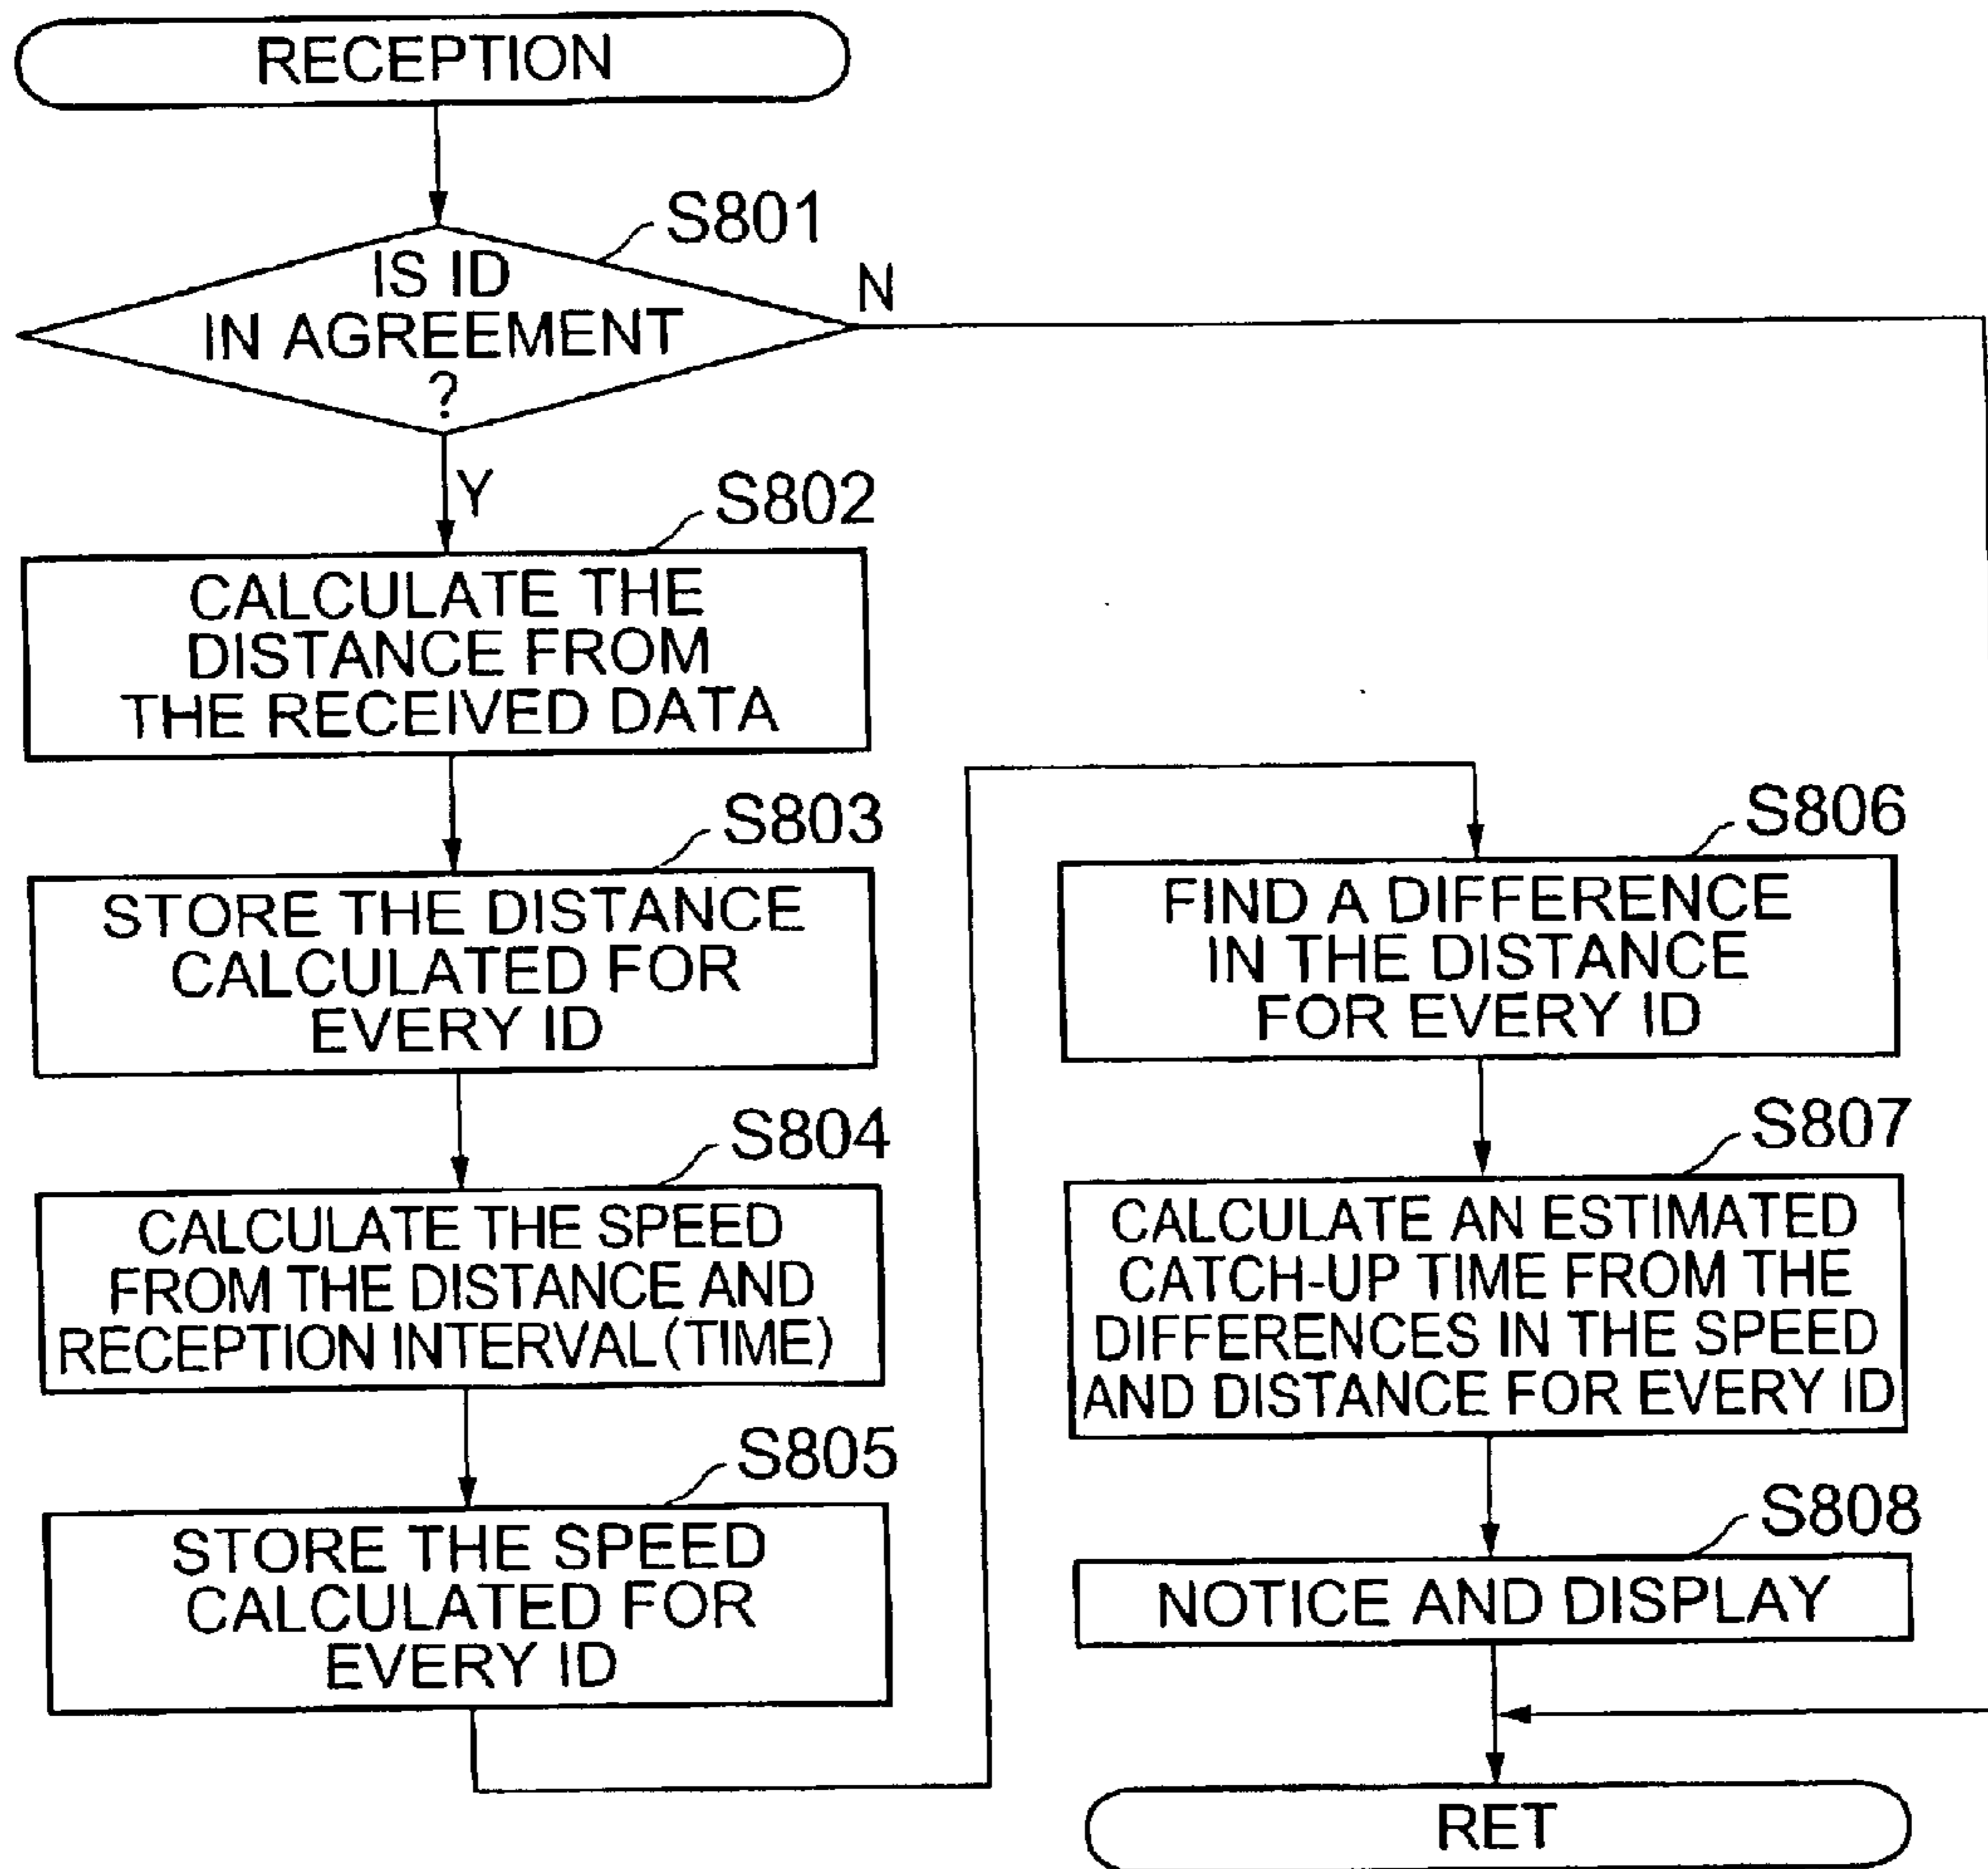 RECEPTION
S801
IS ID
IN AGREEMENT
?
N
Y
S802
CALCULATE THE
DISTANCE FROM
THE RECEIVED DATA
S803
STORE THE DISTANCE
CALCULATED FOR
EVERY ID
S804
CALCULATE THE SPEED
FROM THE DISTANCE AND
RECEPTION INTERVAL(TIME)
S805
STORE THE SPEED
CALCULATED FOR
EVERY ID
S806
FIND A DIFFERENCE
IN THE DISTANCE
FOR EVERY ID
S807
CALCULATE AN ESTIMATED
CATCH-UP TIME FROM THE
DIFFERENCES IN THE SPEED
AND DISTANCE FOR EVERY ID
S808
NOTICE AND DISPLAY
RET